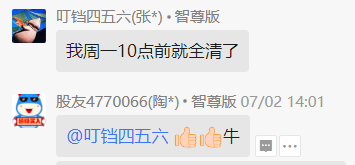 叮铛四五六(张*) • 智尊版
我周一10点前就全清了
股友4770066(陶*) • 智尊版 07/02 14:01
@叮铛四五六 👍👍牛